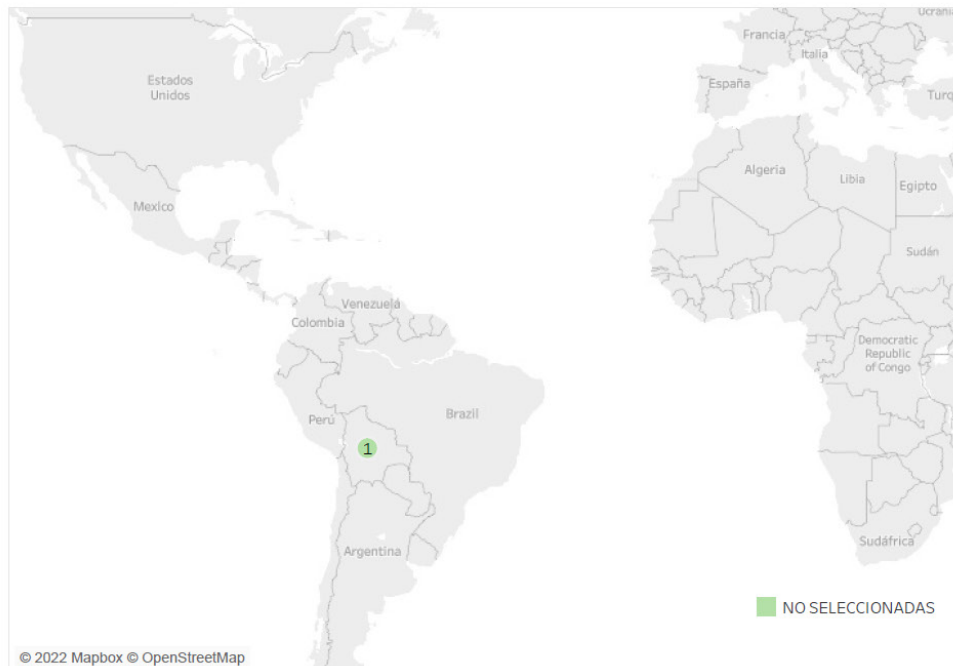 Ucrania
Francia
Italia
España
Turq
Estados
Unidos
Algeria
Libia
Egipto
Mexico
Sudán
Venezuela
Colombia
Democratic
Republic
of Congo
Perú
Brazil
1
Argentina
Sudáfrica
NO SELECCIONADAS
© 2022 Mapbox © OpenStreetMap